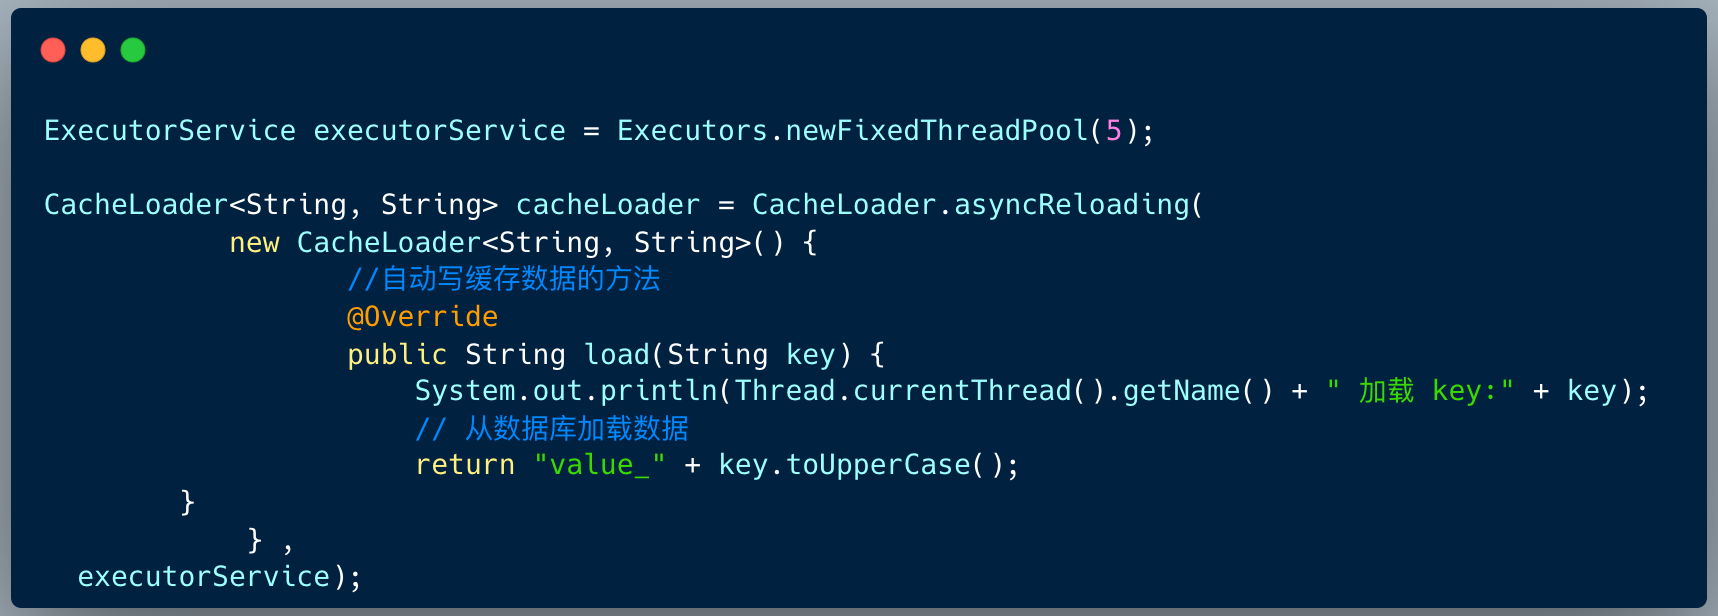 ExecutorService executorService = Executors.newFixedThreadPool(5);
CacheLoader<String, String> cacheLoader = CacheLoader.asyncReloading(
new CacheLoader<String, String>() {
//自动写缓存数据的方法
@Override
public String load(String key) {
System.out.println(Thread.currentThread().getName() + " 加载 key:" + key);
// 从数据库加载数据
return "value_" + key.toUpperCase();
}
} ,
executorService);